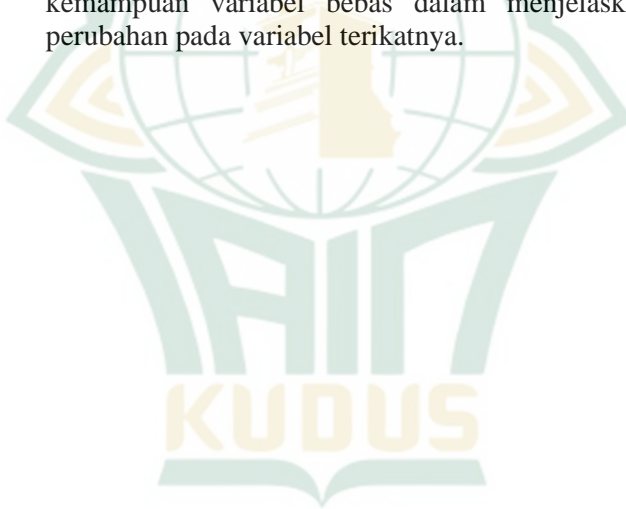 kemampuan variabel bebas dalam menjelask
perubahan pada variabel terikatnya.
IAIN
KUDUS